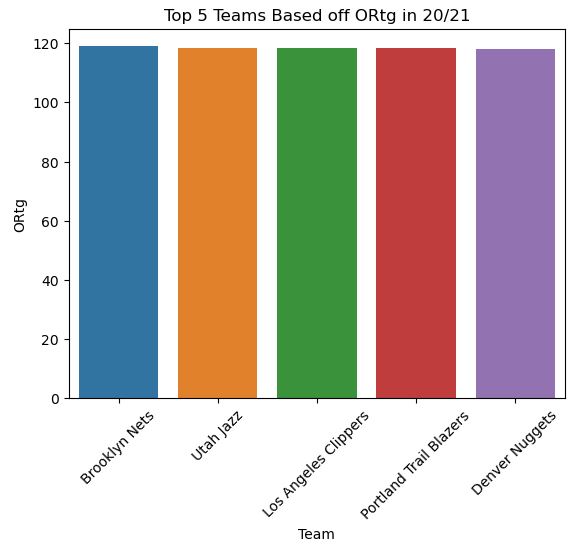 Top 5 Teams Based off ORtg in 20/21
120
100
80
60
40
20
0
ORtg
Brooklyn Nets
Utah Jazz
Los Angeles Clippers
Portland Trail Blazers
Denver Nuggets
Team